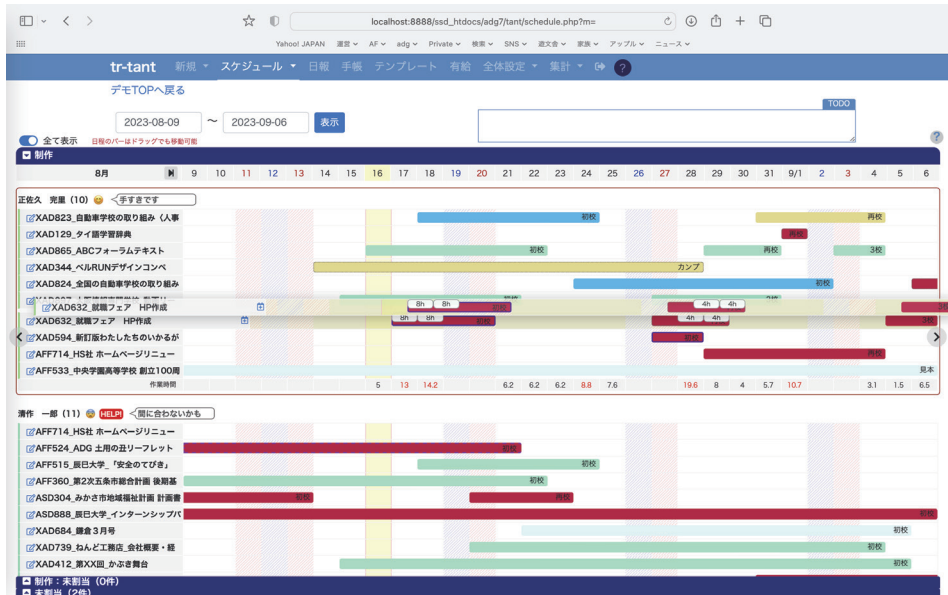 localhost:8888/ssd_htdocs/adg7/tant/schedule.php?m=
Yahoo! JAPAN 運営 AF adg Private 検索 SNS 遊文舎 家族 アップル ニュース
tr-tant 新規 スケジュール 日報 手帳 テンプレート 有給 全体設定 集計 ?
デモTOPへ戻る
TODO
2023-08-09 〜 2023-09-06 表示
全て表示 日程のバーはドラッグでも移動可能 ?
制作
8月 9 10 11 12 13 14 15 16 17 18 19 20 21 22 23 24 25 26 27 28 29 30 31 9/1 2 3 4 5 6
正佐久 完里 (10) 手すきです
XAD823_自動車学校の取り組み〈人事 初校 再校
XAD129_タイ語学習辞典 再校
XAD865_ABCフォーラムテキスト 初校 再校 3校
XAD344_ベルRUNデザインコンペ カンプ
XAD824_全国の自動車学校の取り組み 初校
XAD632_就職フェア HP作成 8h 8h 初校 4h 4h
XAD632_就職フェア HP作成 8h 8h 初校 4h 4h 3校
XAD594_新訂版わたしたちのいかるが 初校
AFF714_HS社 ホームページリニュー 再校
AFF533_中央学園高等学校 創立100周 見本
作業時間 5 13 14.2 6.2 6.2 6.2 8.8 7.6 19.6 8 4 5.7 10.7 3.1 1.5 6.5
清作 一郎 (11) HELP! 間に合わないかも
AFF714_HS社 ホームページリニュー
AFF524_ADG 土用の丑リーフレット 初校
AFF515_辰巳大学_「安全のてびき」 初校
AFF360_第2次五条市総合計画 後期基 初校
ASD304_みかさ市地域福祉計画 計画書 初校 再校
ASD888_辰巳大学_インターンシップパ 初校
XAD684_鎌倉３月号 初校
XAD739_ねんど工務店_会社概要・経 初校
XAD412_第XX回_かぶき舞台 初校
制作：未割当（0件）
未割当（2件）